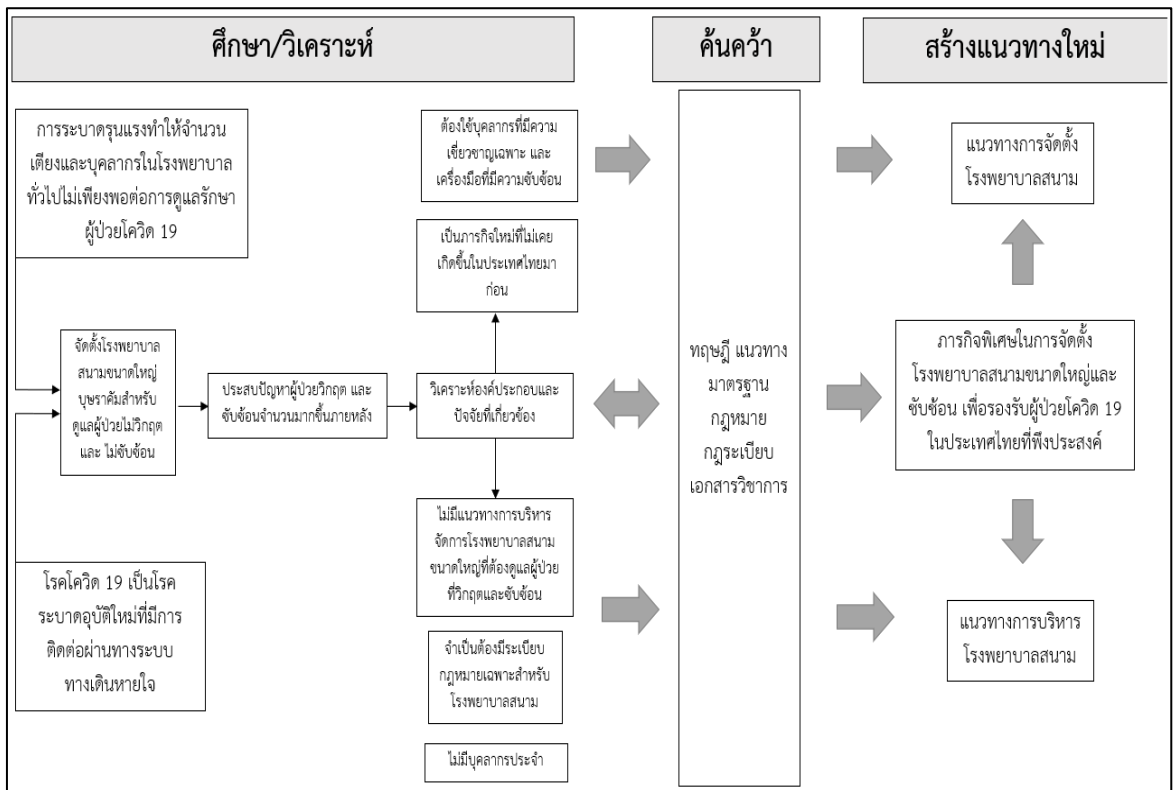 ศึกษา/วิเคราะห์
ค้นคว้า
สร้างแนวทางใหม่
การระบาดรุนแรงทำให้จำนวน
เตียงและบุคลากรในโรงพยาบาล
ทั่วไปไม่เพียงพอต่อการดูแลรักษา
ผู้ป่วยโควิด 19
จัดตั้งโรงพยาบาล
สนามขนาดใหญ่
บุษราคัมสำหรับ
ดูแลผู้ป่วยไม่วิกฤต
และ ไม่ซับซ้อน
โรคโควิด 19 เป็นโรค
ระบาดอุบัติใหม่ที่มีการ
ติดต่อผ่านทางระบบ
ทางเดินหายใจ
ประสบปัญหาผู้ป่วยวิกฤต และ
ซับซ้อนจำนวนมากขึ้นภายหลัง
ต้องใช้บุคลากรที่มีความ
เชี่ยวชาญเฉพาะ และ
เครื่องมือที่มีความซับซ้อน
เป็นภารกิจใหม่ที่ไม่เคย
เกิดขึ้นในประเทศไทยมา
ก่อน
วิเคราะห์องค์ประกอบและ
ปัจจัยที่เกี่ยวข้อง
ไม่มีแนวทางการบริหาร
จัดการโรงพยาบาลสนาม
ขนาดใหญ่ที่ต้องดูแลผู้ป่วย
ที่วิกฤตและซับซ้อน
จำเป็นต้องมีระเบียบ
กฎหมายเฉพาะสำหรับ
โรงพยาบาลสนาม
ไม่มีบุคลากรประจำ
ทฤษฎี แนวทาง
มาตรฐาน
กฎหมาย
กฎระเบียบ
เอกสารวิชาการ
แนวทางการจัดตั้ง
โรงพยาบาลสนาม
ภารกิจพิเศษในการจัดตั้ง
โรงพยาบาลสนามขนาดใหญ่และ
ซับซ้อน เพื่อรองรับผู้ป่วยโควิด 19
ในประเทศไทยที่พึงประสงค์
แนวทางการบริหาร
โรงพยาบาลสนาม